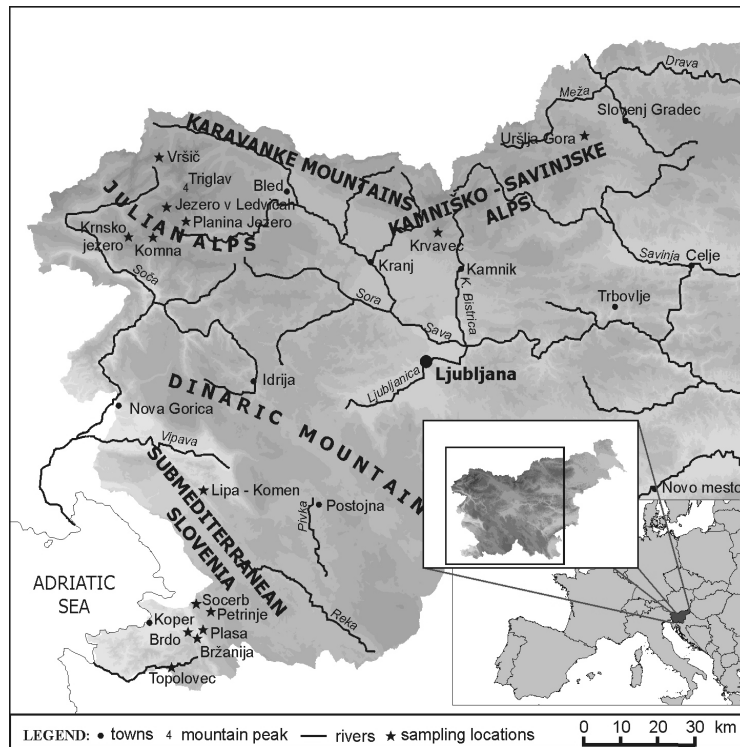 Drava
Meža
Slovenj Gradec
Uršlja Gora
KARAVANKE MOUNTAINS
Vršič
4 Triglav
Bled
KAMNIŠKO - SAVINJSKE
ALPS
JULIAN ALPS
Jezero v Ledvicah
Planina Jezero
Krnsko
jezero
Komna
Krvavec
Savinja
Celje
Kranj
Kamnik
Soča
Sora
K. Bistrica
Trbovlje
Sava
Ljubljanica
Ljubljana
Idrija
DINARIC MOUNTAIN
Nova Gorica
Vipava
SUBMEDITERRANEAN
SLOVENIA
Lipa - Komen
Pivka
Postojna
Novo mesto
ADRIATIC
SEA
Socerb
Petrinje
Koper
Plasa
Brdo
Bržanija
Reka
Topolovec
LEGEND: towns 4 mountain peak rivers sampling locations
0 10 20 30 km